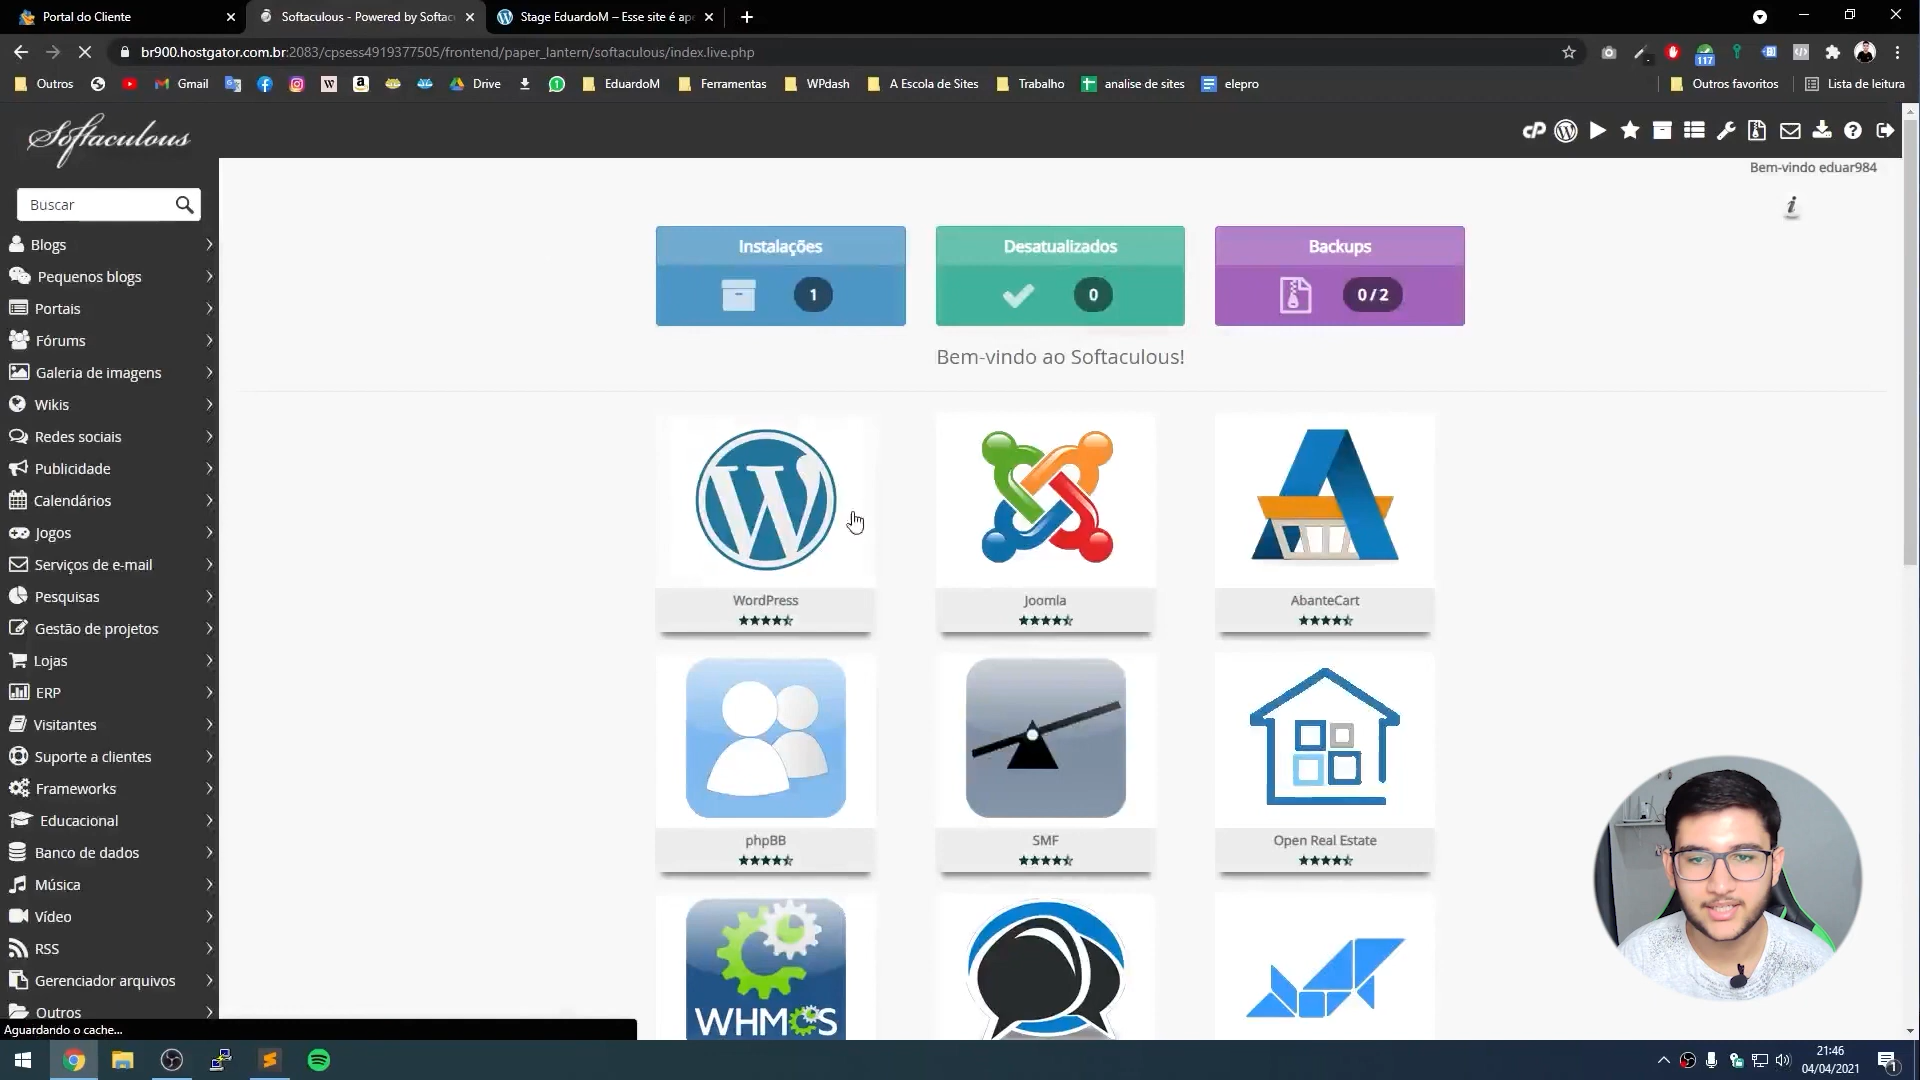 Portal do Cliente
Softaculous - Powered by Softac
Stage EduardoM – Esse site é ape
br900.hostgator.com.br:2083/cpsess4919377505/frontend/paper_lantern/softaculous/index.live.php
117
Outros
Gmail
Drive
EduardoM
Ferramentas
WPdash
A Escola de Sites
Trabalho
analise de sites
elepro
Outros favoritos
Lista de leitura
Softaculous
cP
Bem-vindo eduar984
Buscar
Blogs
Pequenos blogs
Portais
Fórums
Galeria de imagens
Wikis
Redes sociais
Publicidade
Calendários
Jogos
Serviços de e-mail
Pesquisas
Gestão de projetos
Lojas
ERP
Visitantes
Suporte a clientes
Frameworks
Educacional
Banco de dados
Música
Vídeo
RSS
Gerenciador arquivos
Outros
Aguardando o cache...
Instalações
1
Desatualizados
0
Backups
0 / 2
Bem-vindo ao Softaculous!
WordPress
Joomla
AbanteCart
phpBB
SMF
Open Real Estate
WHMCS
21:46
04/04/2021
1